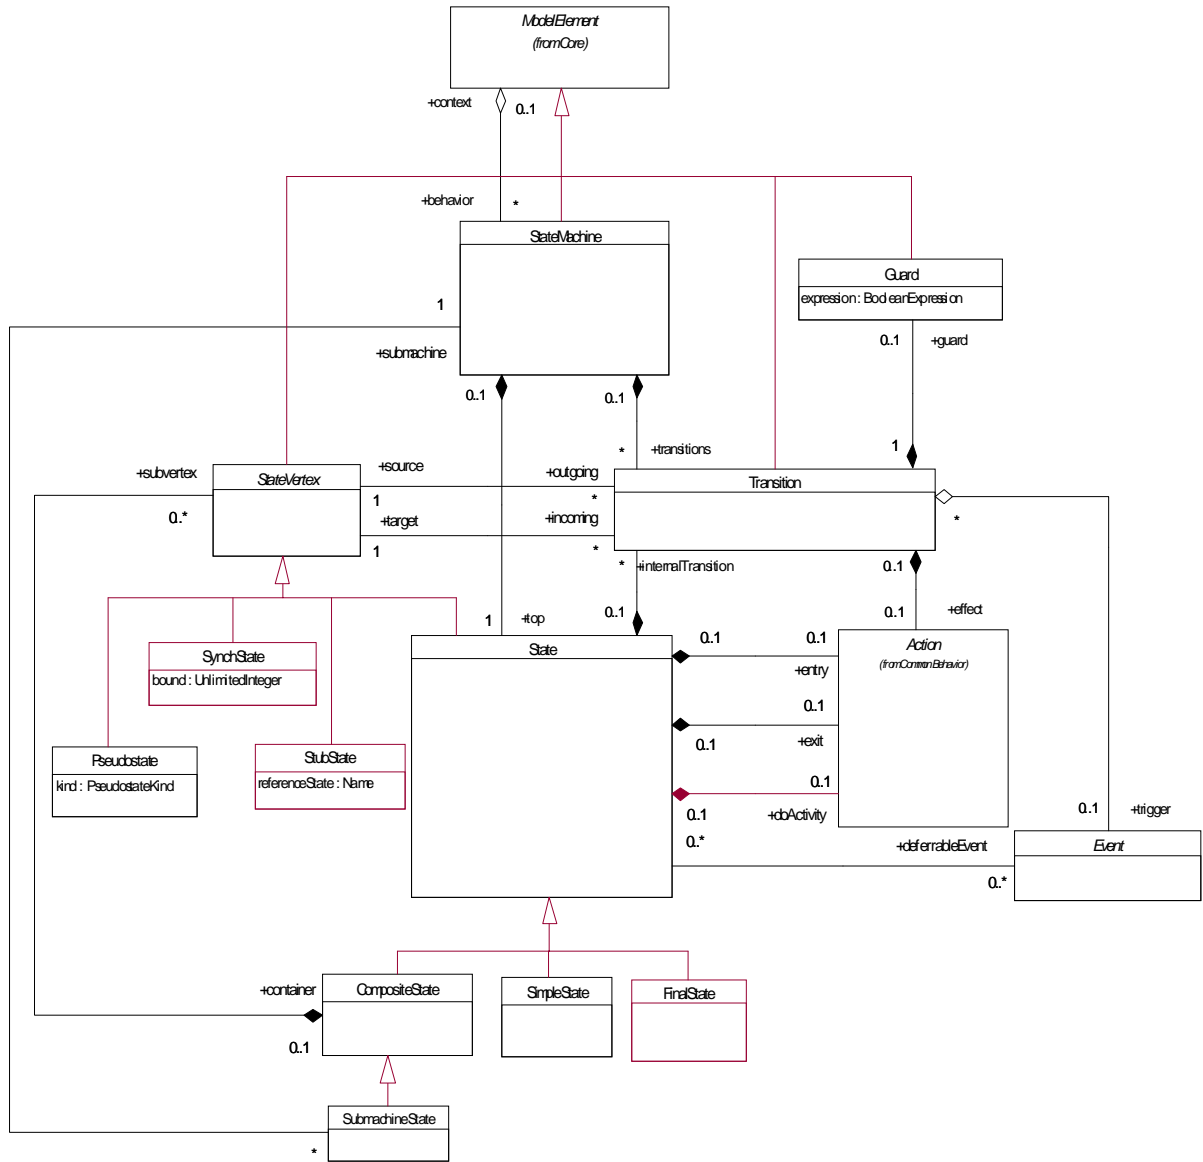 ModelElement
(from Core)
+context
0..1
+behavior
*
StateMachine
1
+submachine
Guard
expression : BooleanExpression
0..1
+guard
0..1
0..1
1
*
+transitions
+subvertex
0..*
StateVertex
+source
1
+outgoing
*
+target
1
+incoming
*
Transition
*
*
+internalTransition
0..1
0..1
+effect
1
+top
0..1
State
0..1
0..1
+entry
Action
(from CommonBehavior)
SynchState
bound : UnlimitedInteger
0..1
+exit
0..1
Pseudostate
kind : PseudostateKind
StubState
referenceState : Name
0..1
+doActivity
0..1
0..1
+trigger
0..*
+deferrableEvent
0..*
Event
+container
0..1
CompositeState
SimpleState
FinalState
SubmachineState
*